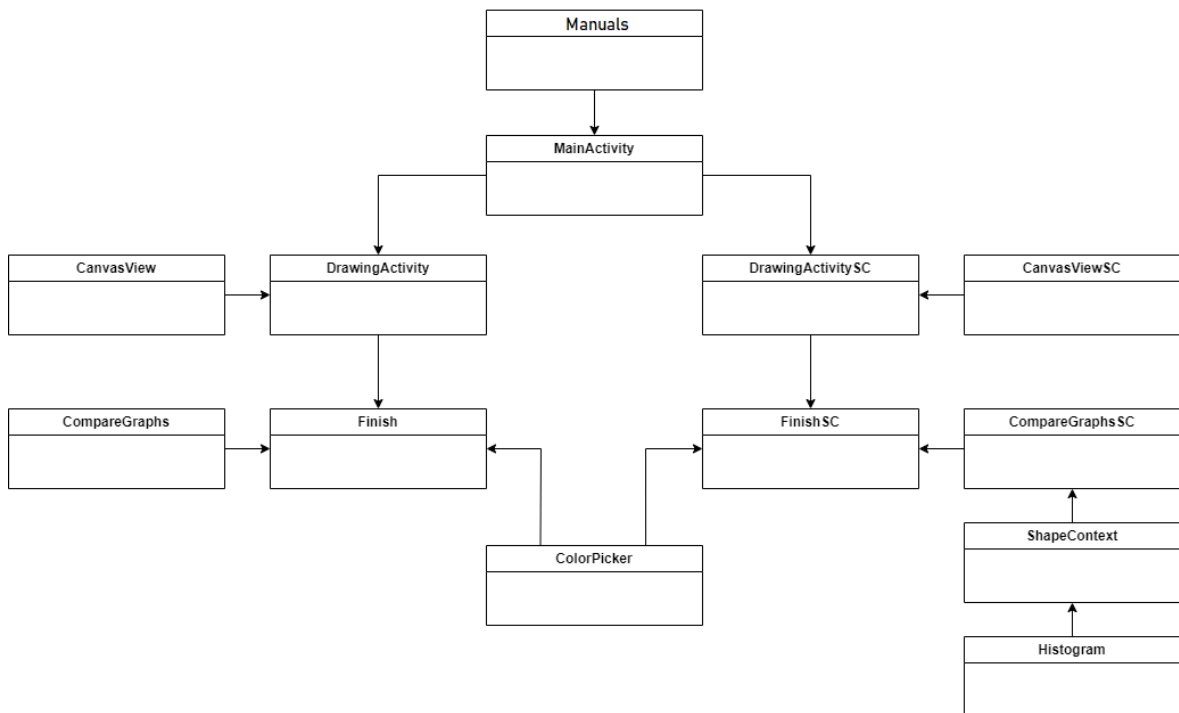 Manuals
MainActivity
CanvasView
DrawingActivity
DrawingActivitySC
CanvasViewSC
CompareGraphs
Finish
FinishSC
CompareGraphsSC
ShapeContext
ColorPicker
Histogram